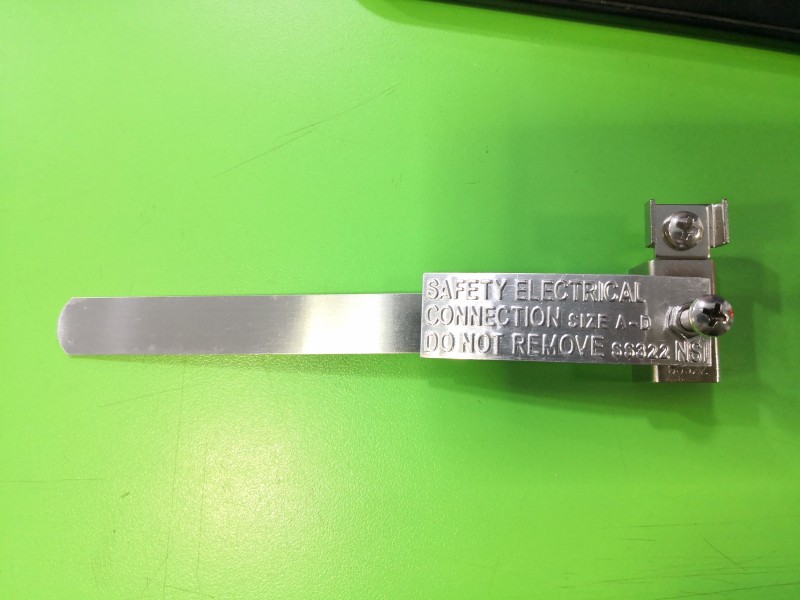 SAFETY ELECTRICAL
CONNECTION SIZE A-D
DO NOT REMOVE SS322 NSI